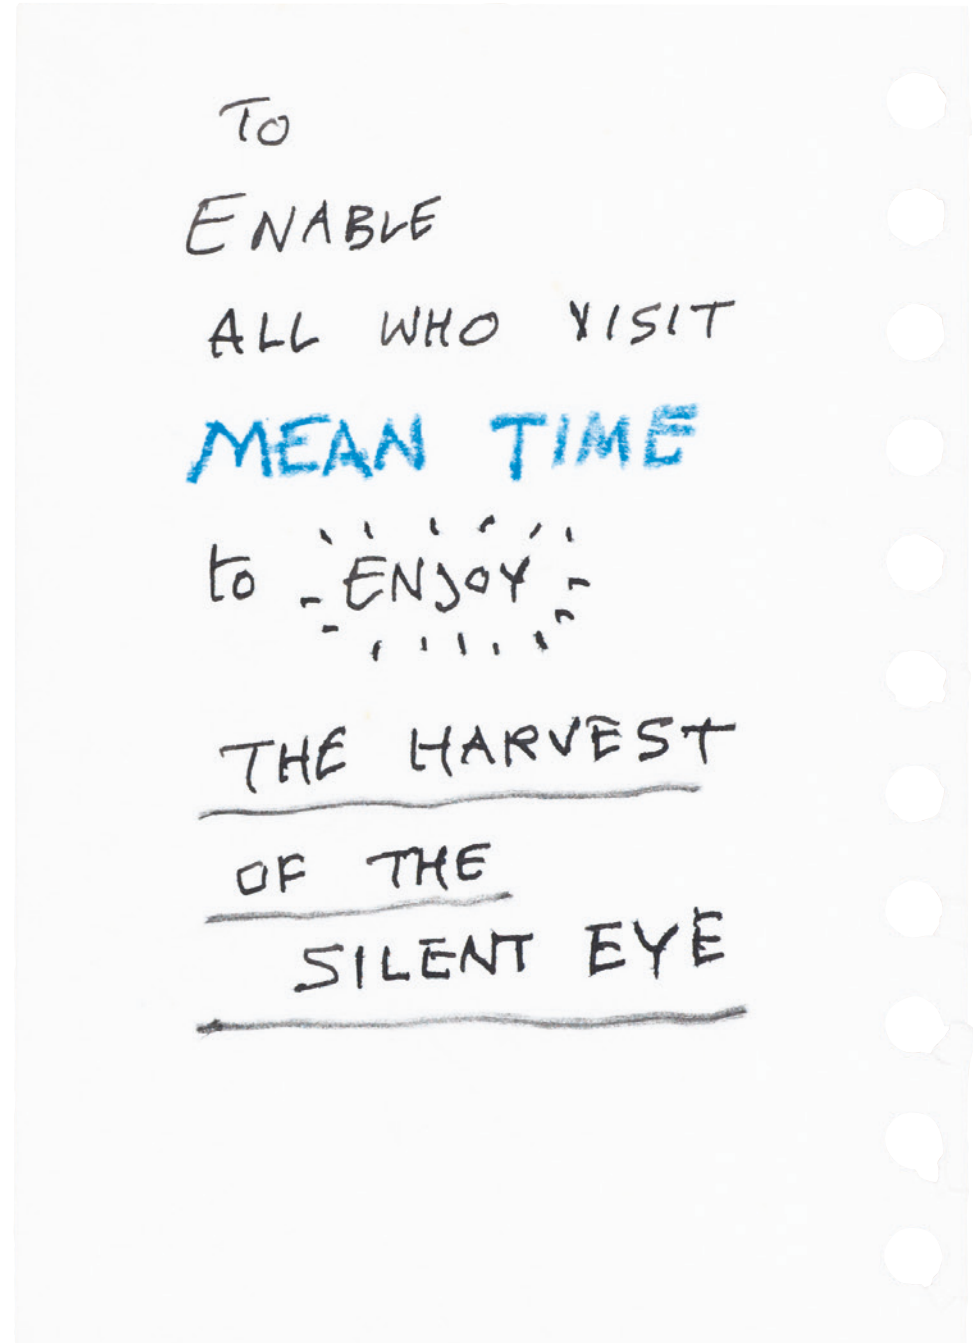 To
ENABLE
ALL WHO VISIT
MEAN TIME
to ENJOY
THE HARVEST
OF THE
SILENT EYE